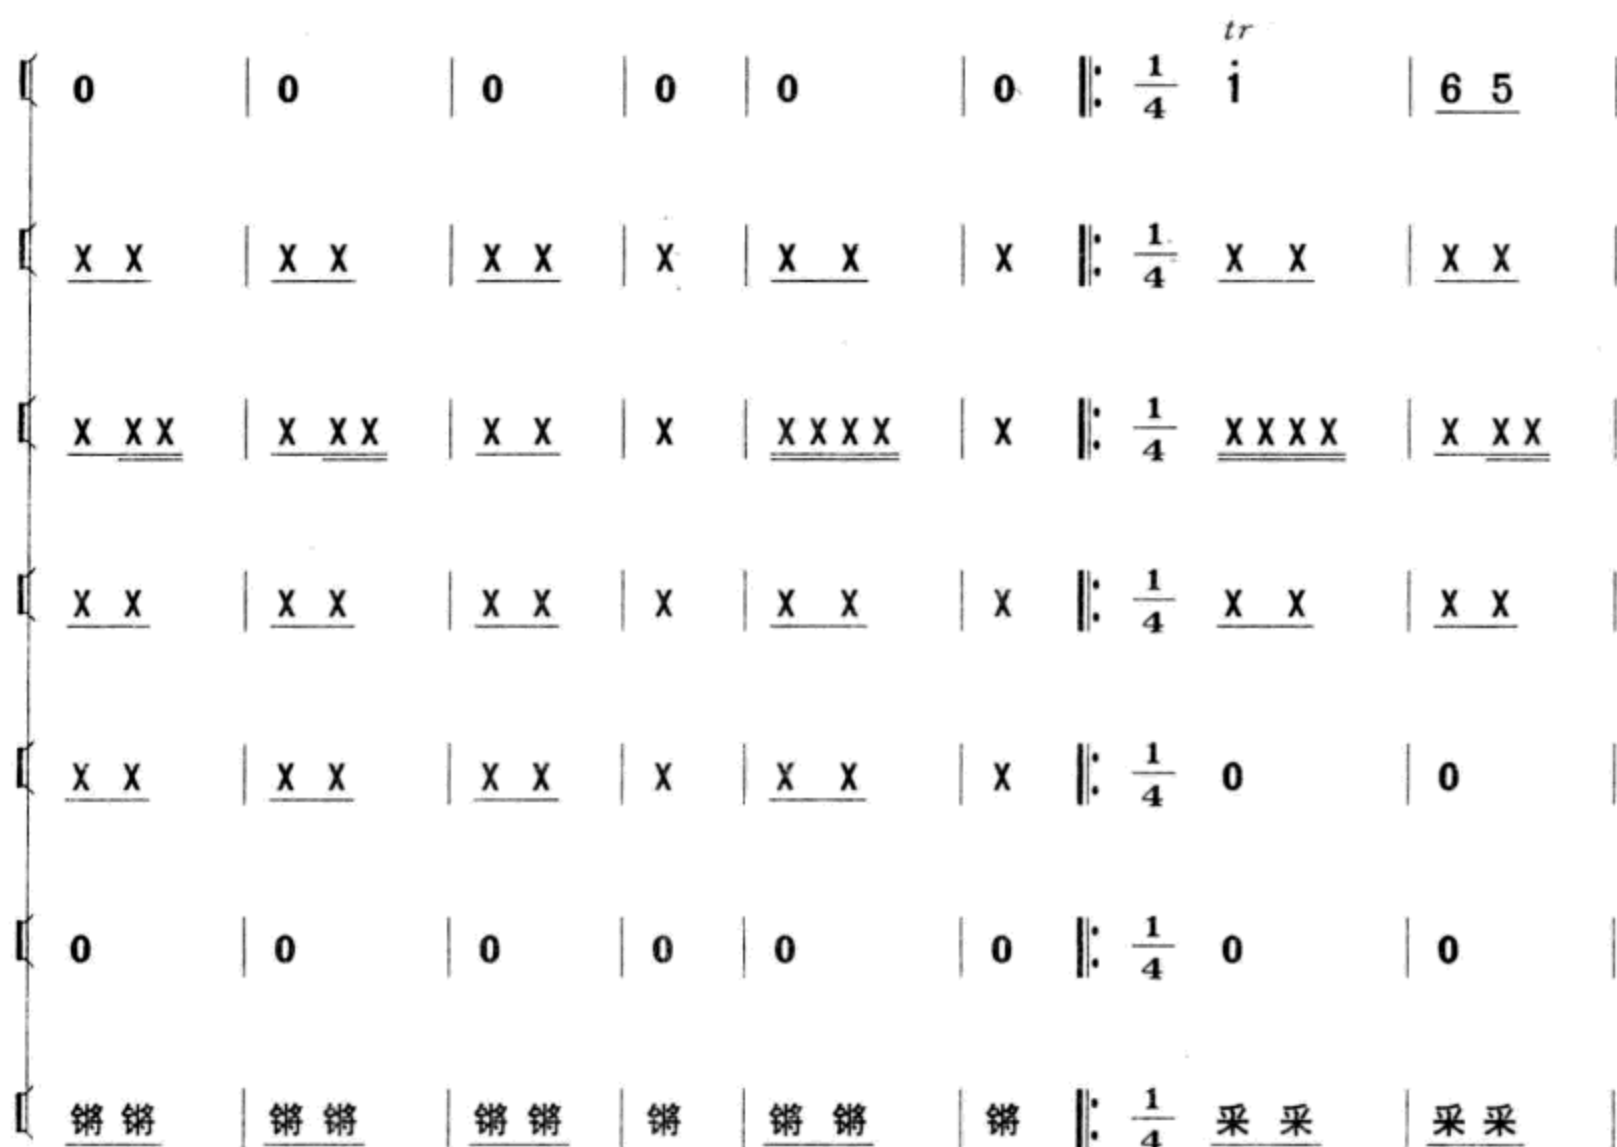 tr
0 | 0 | 0 | 0 | 0 | 0 ‖: 1/4 i̇ | 6 5 |
X X | X X | X X | X | X X | X ‖: 1/4 X X | X X |
X XX | X XX | X X | X | XXXX | X ‖: 1/4 XXXX | X XX |
X X | X X | X X | X | X X | X ‖: 1/4 X X | X X |
X X | X X | X X | X | X X | X ‖: 1/4 0 | 0 |
0 | 0 | 0 | 0 | 0 | 0 ‖: 1/4 0 | 0 |
锵 锵 | 锵 锵 | 锵 锵 | 锵 | 锵 锵 | 锵 ‖: 1/4 采 采 | 采 采 |